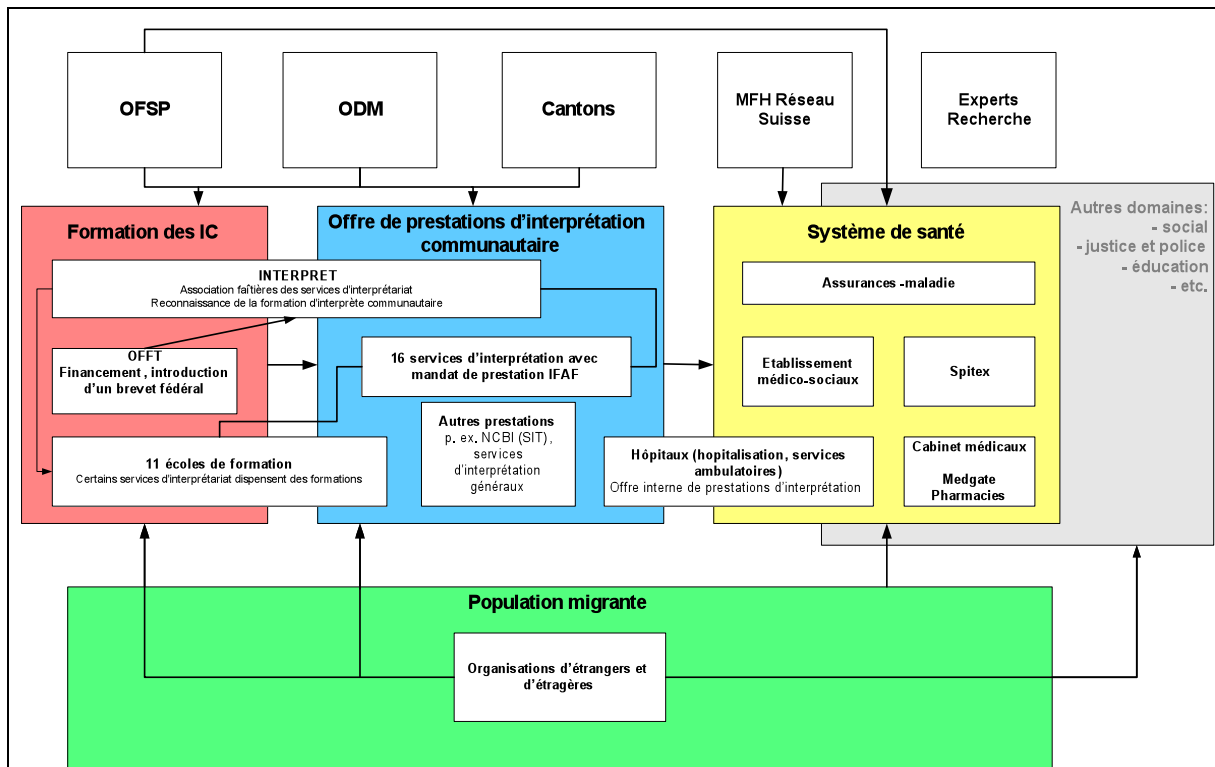 OFSP
ODM
Cantons
MFH Réseau
Suisse
Experts
Recherche
Formation des IC
Offre de prestations d'interprétation
communautaire
Système de santé
Autres domaines:
- social
- justice et police
- éducation
- etc.
INTERPRET
Association faîtières des services d'interprétariat
Reconnaissance de la formation d'interprète communautaire
Assurances -maladie
OFFT
Financement , introduction
d'un brevet fédéral
16 services d'interprétation avec
mandat de prestation IFAF
Etablissement
médico-sociaux
Spitex
Autres prestations
p. ex. NCBI (SIT) ,
services
d'interprétation
généraux
11 écoles de formation
Certains services d'interprétariat dispensent des formations
Hôpitaux (hopitalisation, services
ambulatoires)
Offre interne de prestations d'interprétation
Cabinet médicaux
Medgate
Pharmacies
Population migrante
Organisations d'étrangers et
d'étragères